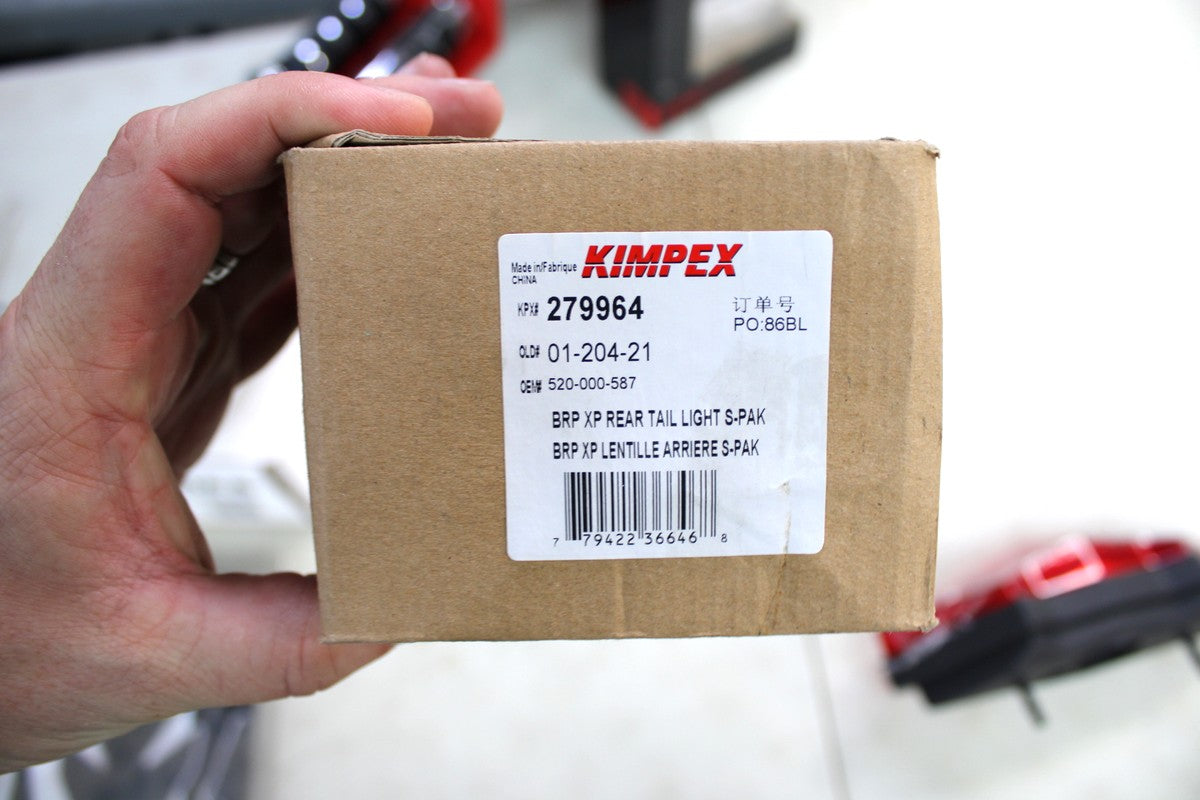 Made in/Fabrique
CHINA
KIMPEX
KPX# 279964
订单号
PO:86BL
OLD# 01-204-21
OEM# 520-000-587
BRP XP REAR TAIL LIGHT S-PAK
BRP XP LENTILLE ARRIERE S-PAK
7 79422 36646 8